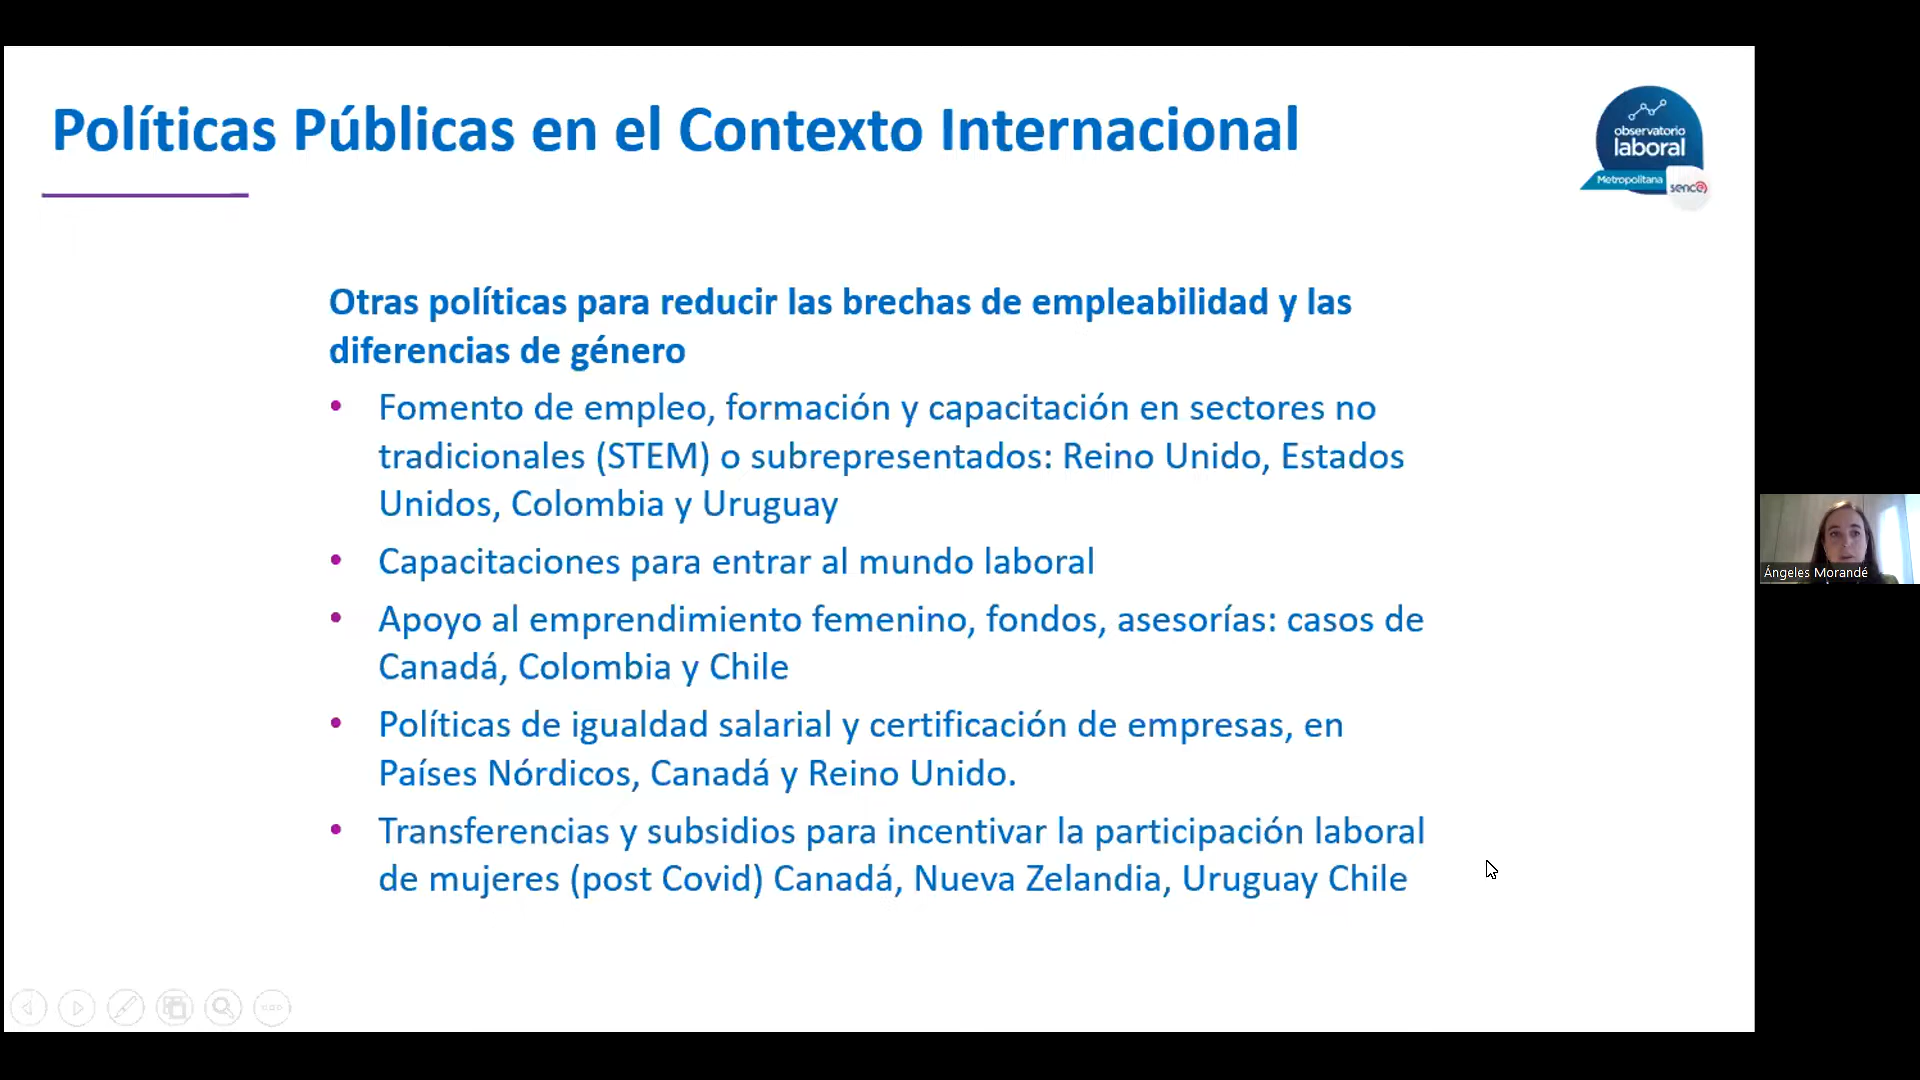 Políticas Públicas en el Contexto Internacional
observatorio
laboral
Metropolitana
sence
Otras políticas para reducir las brechas de empleabilidad y las
diferencias de género
• Fomento de empleo, formación y capacitación en sectores no
tradicionales (STEM) o subrepresentados: Reino Unido, Estados
Unidos, Colombia y Uruguay
• Capacitaciones para entrar al mundo laboral
• Apoyo al emprendimiento femenino, fondos, asesorías: casos de
Canadá, Colombia y Chile
• Políticas de igualdad salarial y certificación de empresas, en
Países Nórdicos, Canadá y Reino Unido.
• Transferencias y subsidios para incentivar la participación laboral
de mujeres (post Covid) Canadá, Nueva Zelandia, Uruguay Chile
Ángeles Morandé